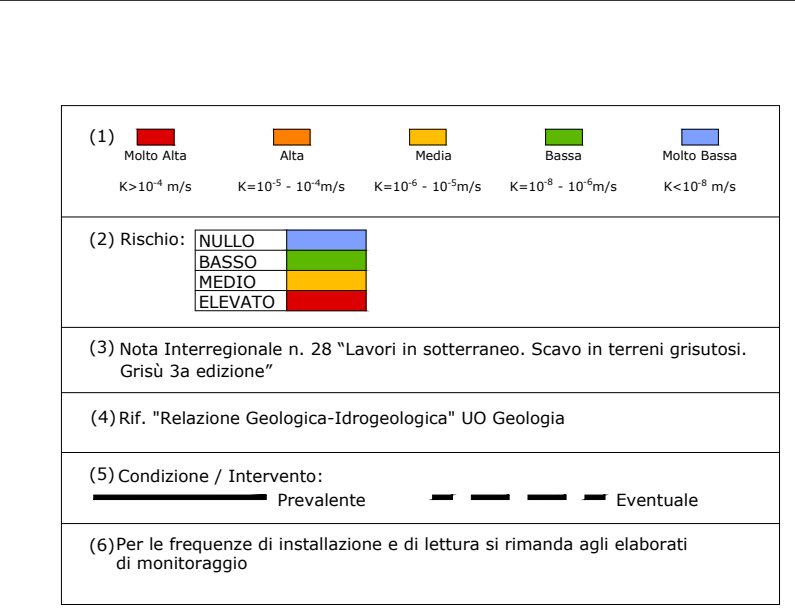 (1)
Molto Alta Alta Media Bassa Molto Bassa
K>10⁻⁴ m/s K=10⁻⁵ - 10⁻⁴m/s K=10⁻⁶ - 10⁻⁵m/s K=10⁻⁸ - 10⁻⁶m/s K<10⁻⁸ m/s
(2) Rischio: NULLO
BASSO
MEDIO
ELEVATO
(3) Nota Interregionale n. 28 “Lavori in sotterraneo. Scavo in terreni grisutosi.
Grisù 3a edizione”
(4) Rif. "Relazione Geologica-Idrogeologica" UO Geologia
(5) Condizione / Intervento:
Prevalente Eventuale
(6) Per le frequenze di installazione e di lettura si rimanda agli elaborati
di monitoraggio